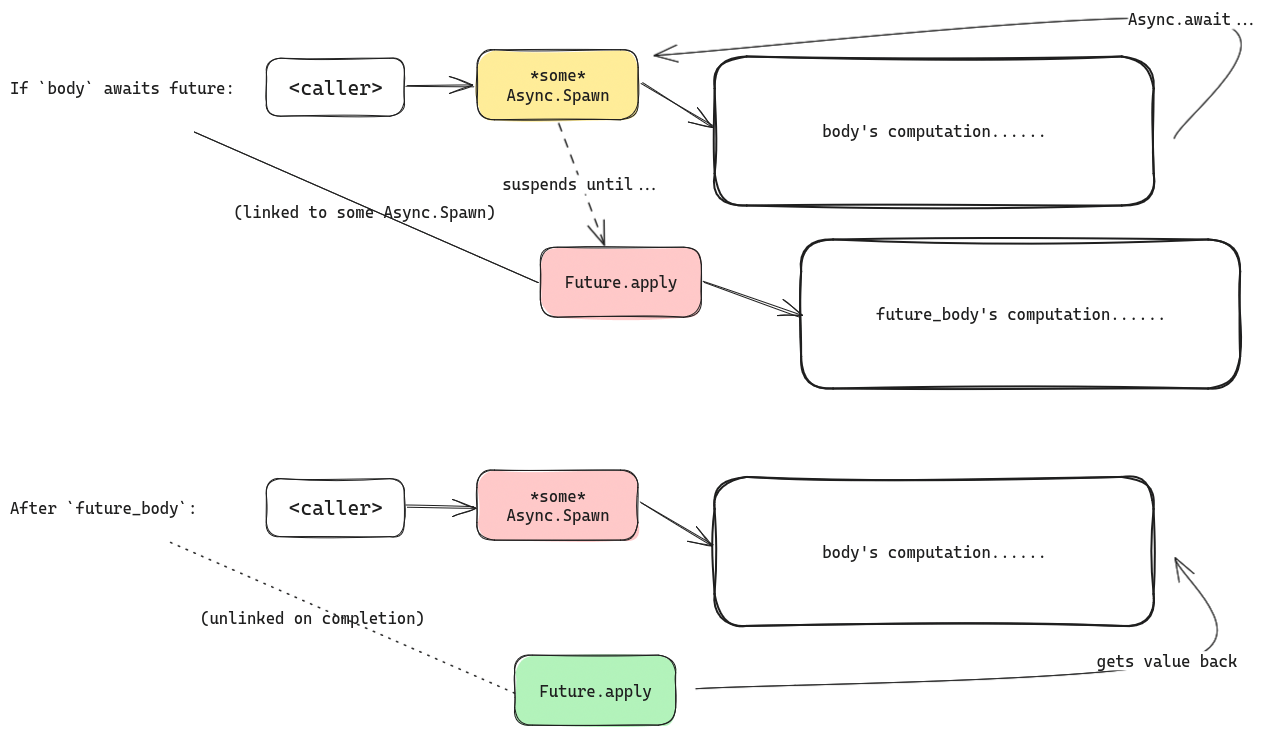 Async.await...
If `body` awaits future:
<caller>
*some*
Async.Spawn
body's computation......
suspends until...
(linked to some Async.Spawn)
Future.apply
future_body's computation......
After `future_body`:
<caller>
*some*
Async.Spawn
body's computation......
(unlinked on completion)
gets value back
Future.apply